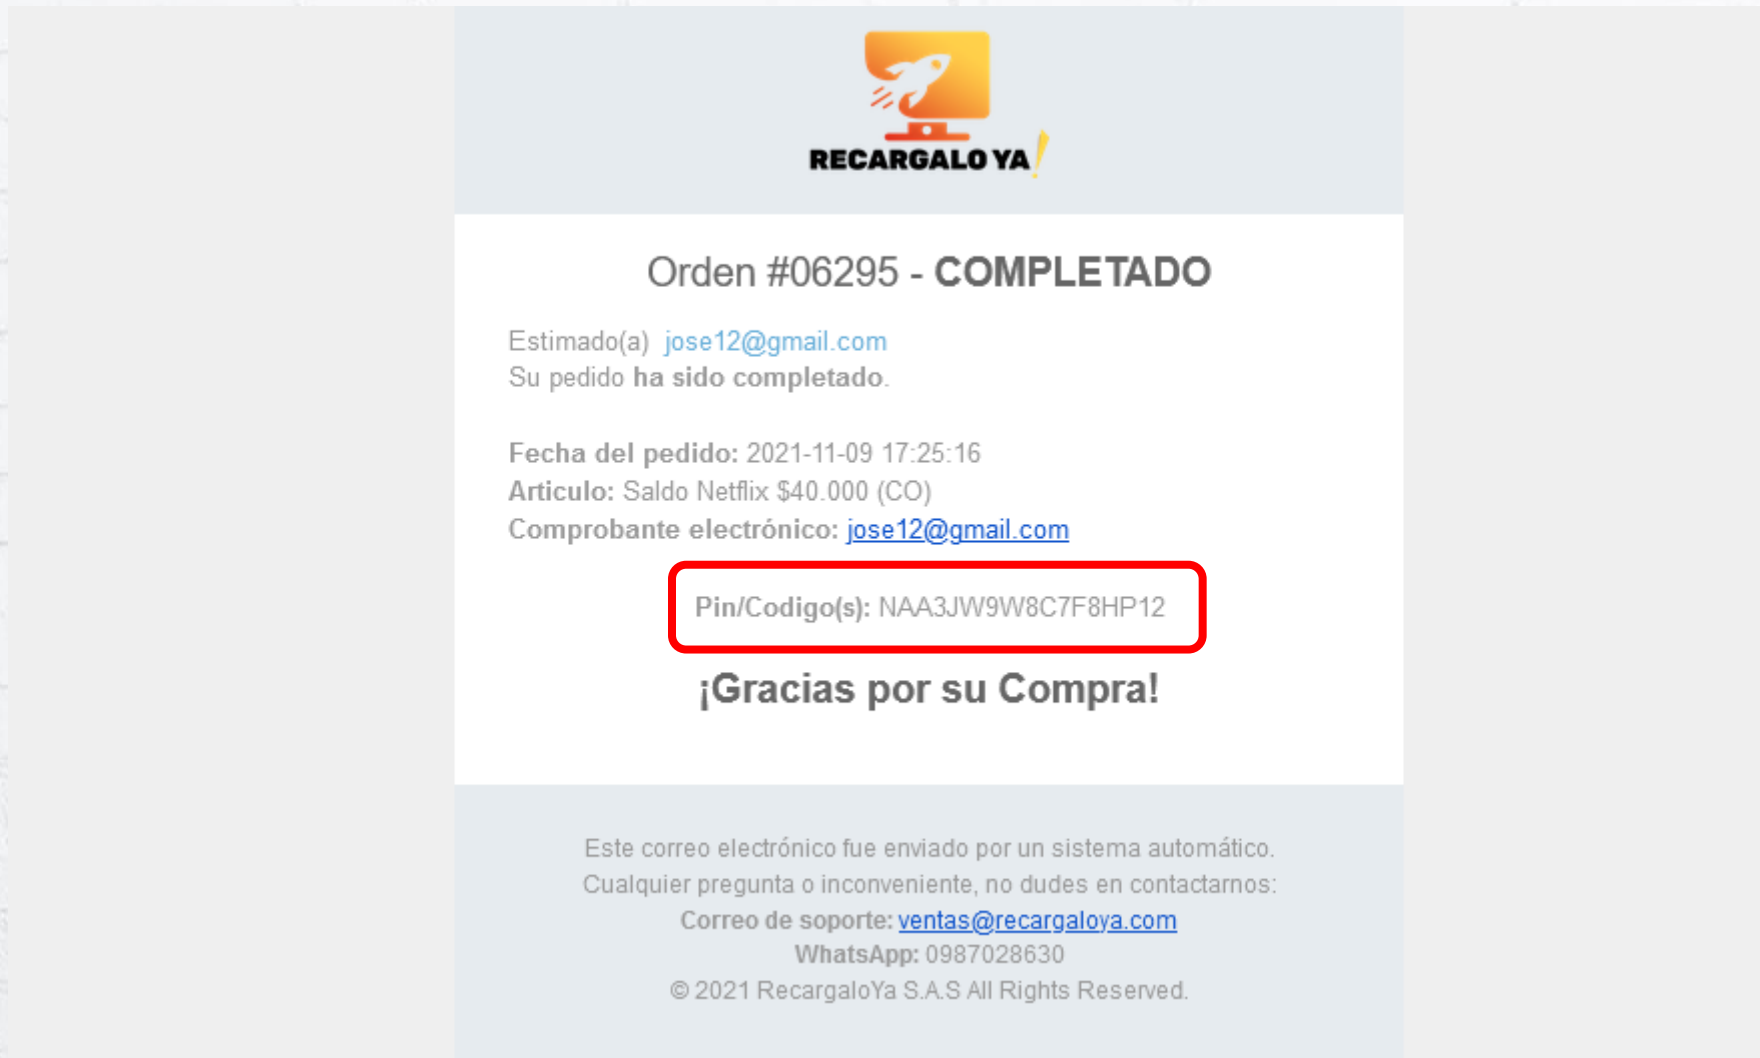 RECARGALO YA!
Orden #06295 - COMPLETADO
Estimado(a) jose12@gmail.com
Su pedido ha sido completado.
Fecha del pedido: 2021-11-09 17:25:16
Articulo: Saldo Netflix $40.000 (CO)
Comprobante electrónico: jose12@gmail.com
Pin/Codigo(s): NAA3JW9W8C7F8HP12
¡Gracias por su Compra!
Este correo electrónico fue enviado por un sistema automático.
Cualquier pregunta o inconveniente, no dudes en contactarnos:
Correo de soporte: ventas@recargaloya.com
WhatsApp: 0987028630
© 2021 RecargaloYa S.A.S All Rights Reserved.